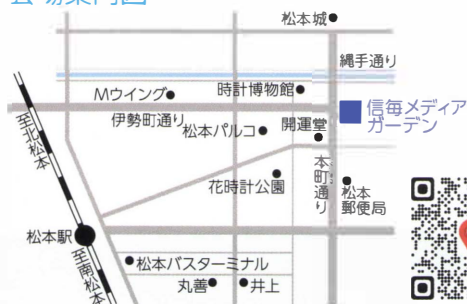 会場案内図
松本城
縄手通り
Mウイング
時計博物館
信毎メディア
ガーデン
伊勢町通り
松本パルコ
開運堂
至北松本
花時計公園
本町通り
松本
郵便局
松本駅
至南松本
松本バスターミナル
丸善
井上